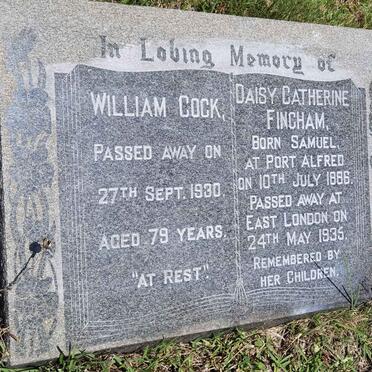 In Loving Memory of
WILLIAM COCK,
PASSED AWAY ON
27TH SEPT. 1930.
AGED 79 YEARS.
"AT REST"
DAISY CATHERINE
FINCHAM,
BORN SAMUEL,
AT PORT ALFRED
ON 10TH JULY 1886.
PASSED AWAY AT
EAST LONDON ON
24TH MAY 1935.
REMEMBERED BY
HER CHILDREN.